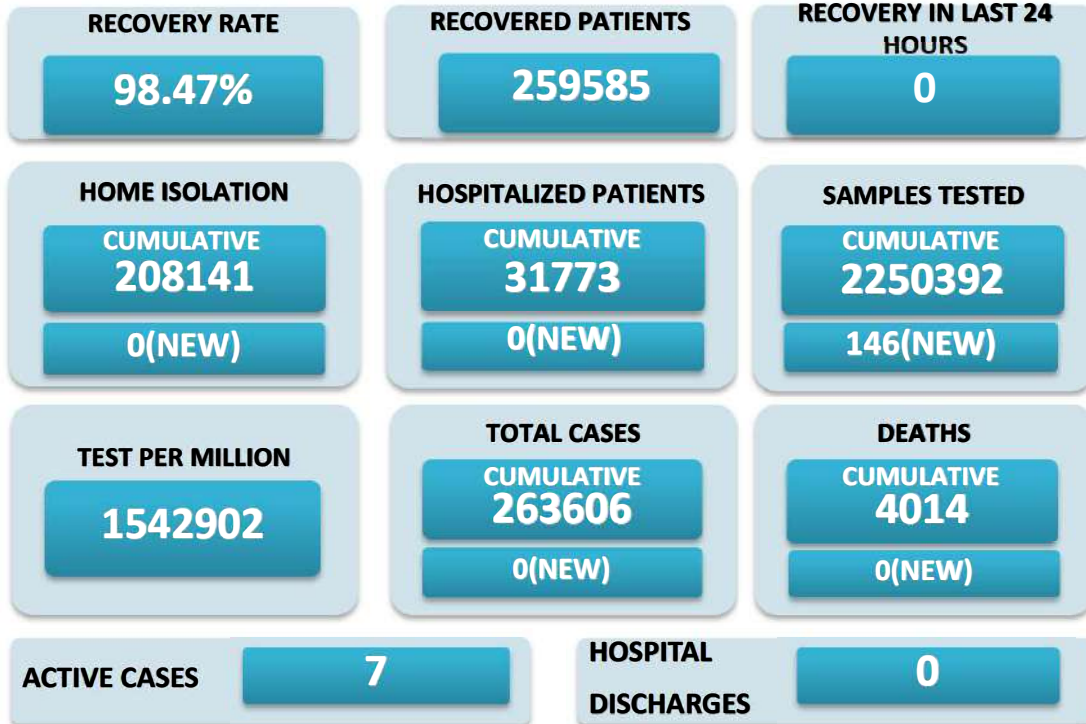 RECOVERY RATE
98.47%
RECOVERED PATIENTS
259585
RECOVERY IN LAST 24
HOURS
0
HOME ISOLATION
CUMULATIVE
208141
0(NEW)
HOSPITALIZED PATIENTS
CUMULATIVE
31773
0(NEW)
SAMPLES TESTED
CUMULATIVE
2250392
146(NEW)
TEST PER MILLION
1542902
TOTAL CASES
CUMULATIVE
263606
0(NEW)
DEATHS
CUMULATIVE
4014
0(NEW)
ACTIVE CASES
7
HOSPITAL
DISCHARGES
0